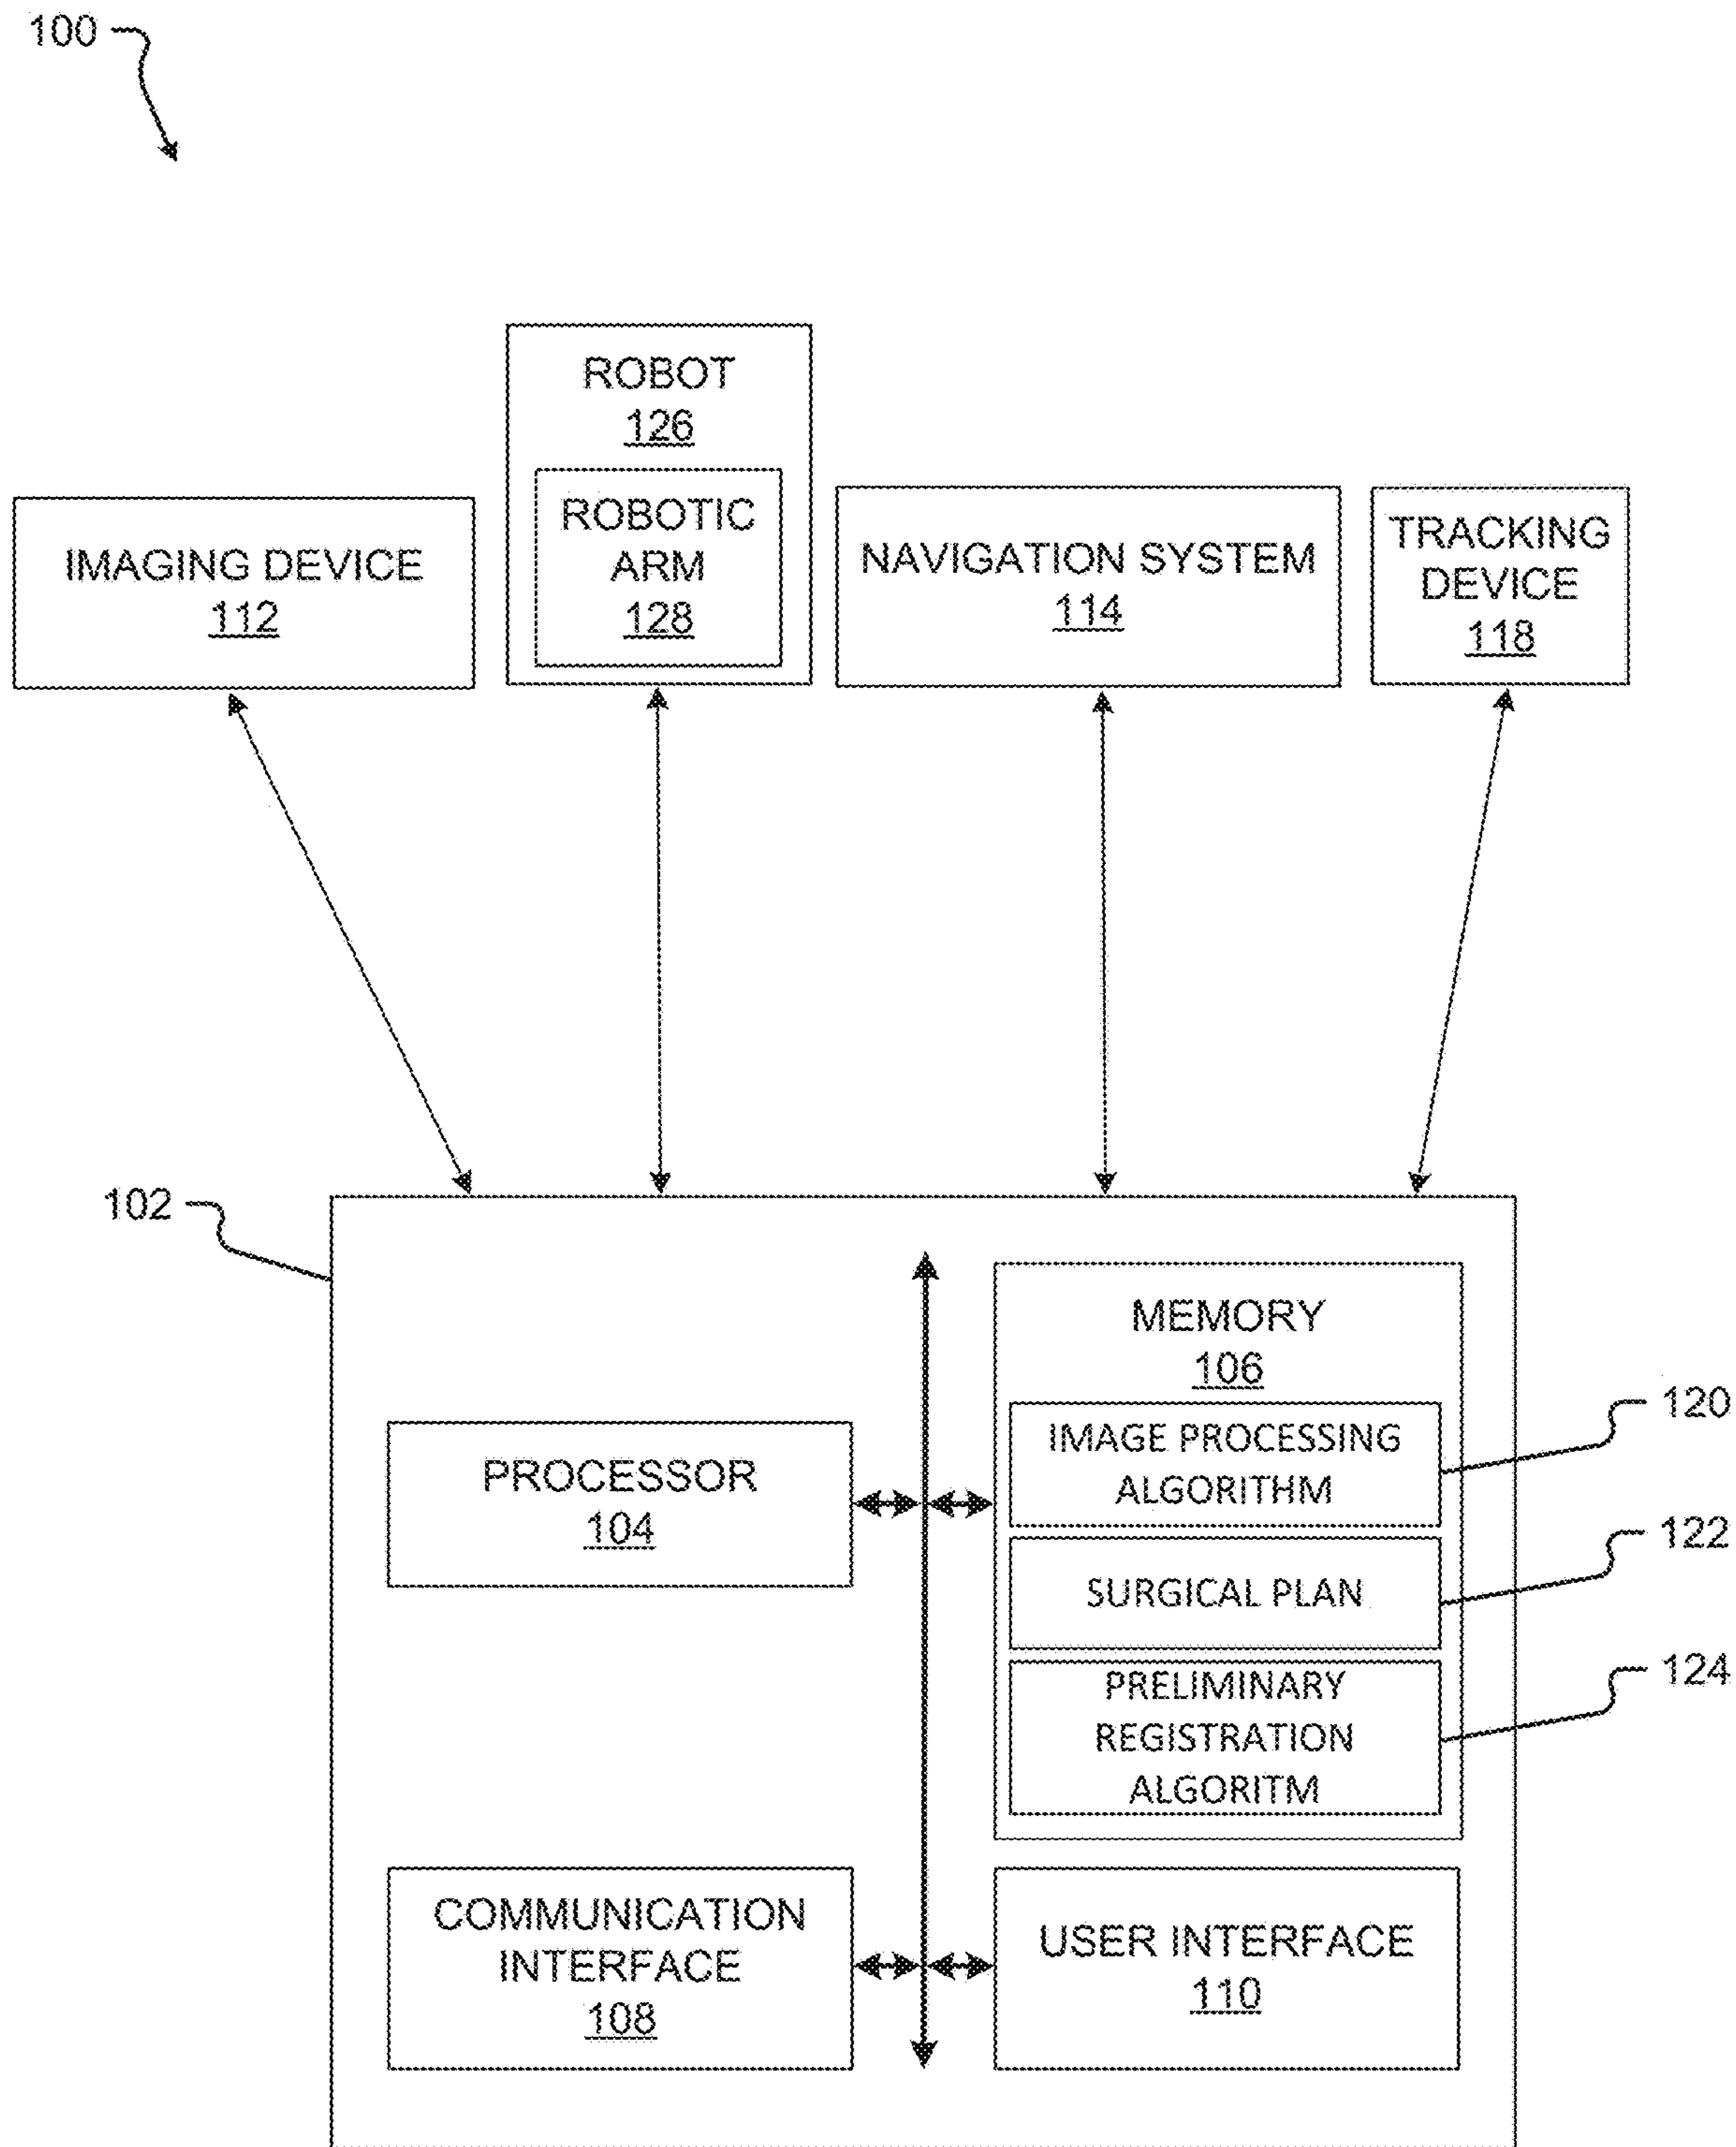 100
ROBOT
126
ROBOTIC
ARM
128
IMAGING DEVICE
112
NAVIGATION SYSTEM
114
TRACKING
DEVICE
118
102
MEMORY
106
IMAGE PROCESSING
ALGORITHM
120
SURGICAL PLAN
122
PRELIMINARY
REGISTRATION
ALGORITM
124
PROCESSOR
104
COMMUNICATION
INTERFACE
108
USER INTERFACE
110